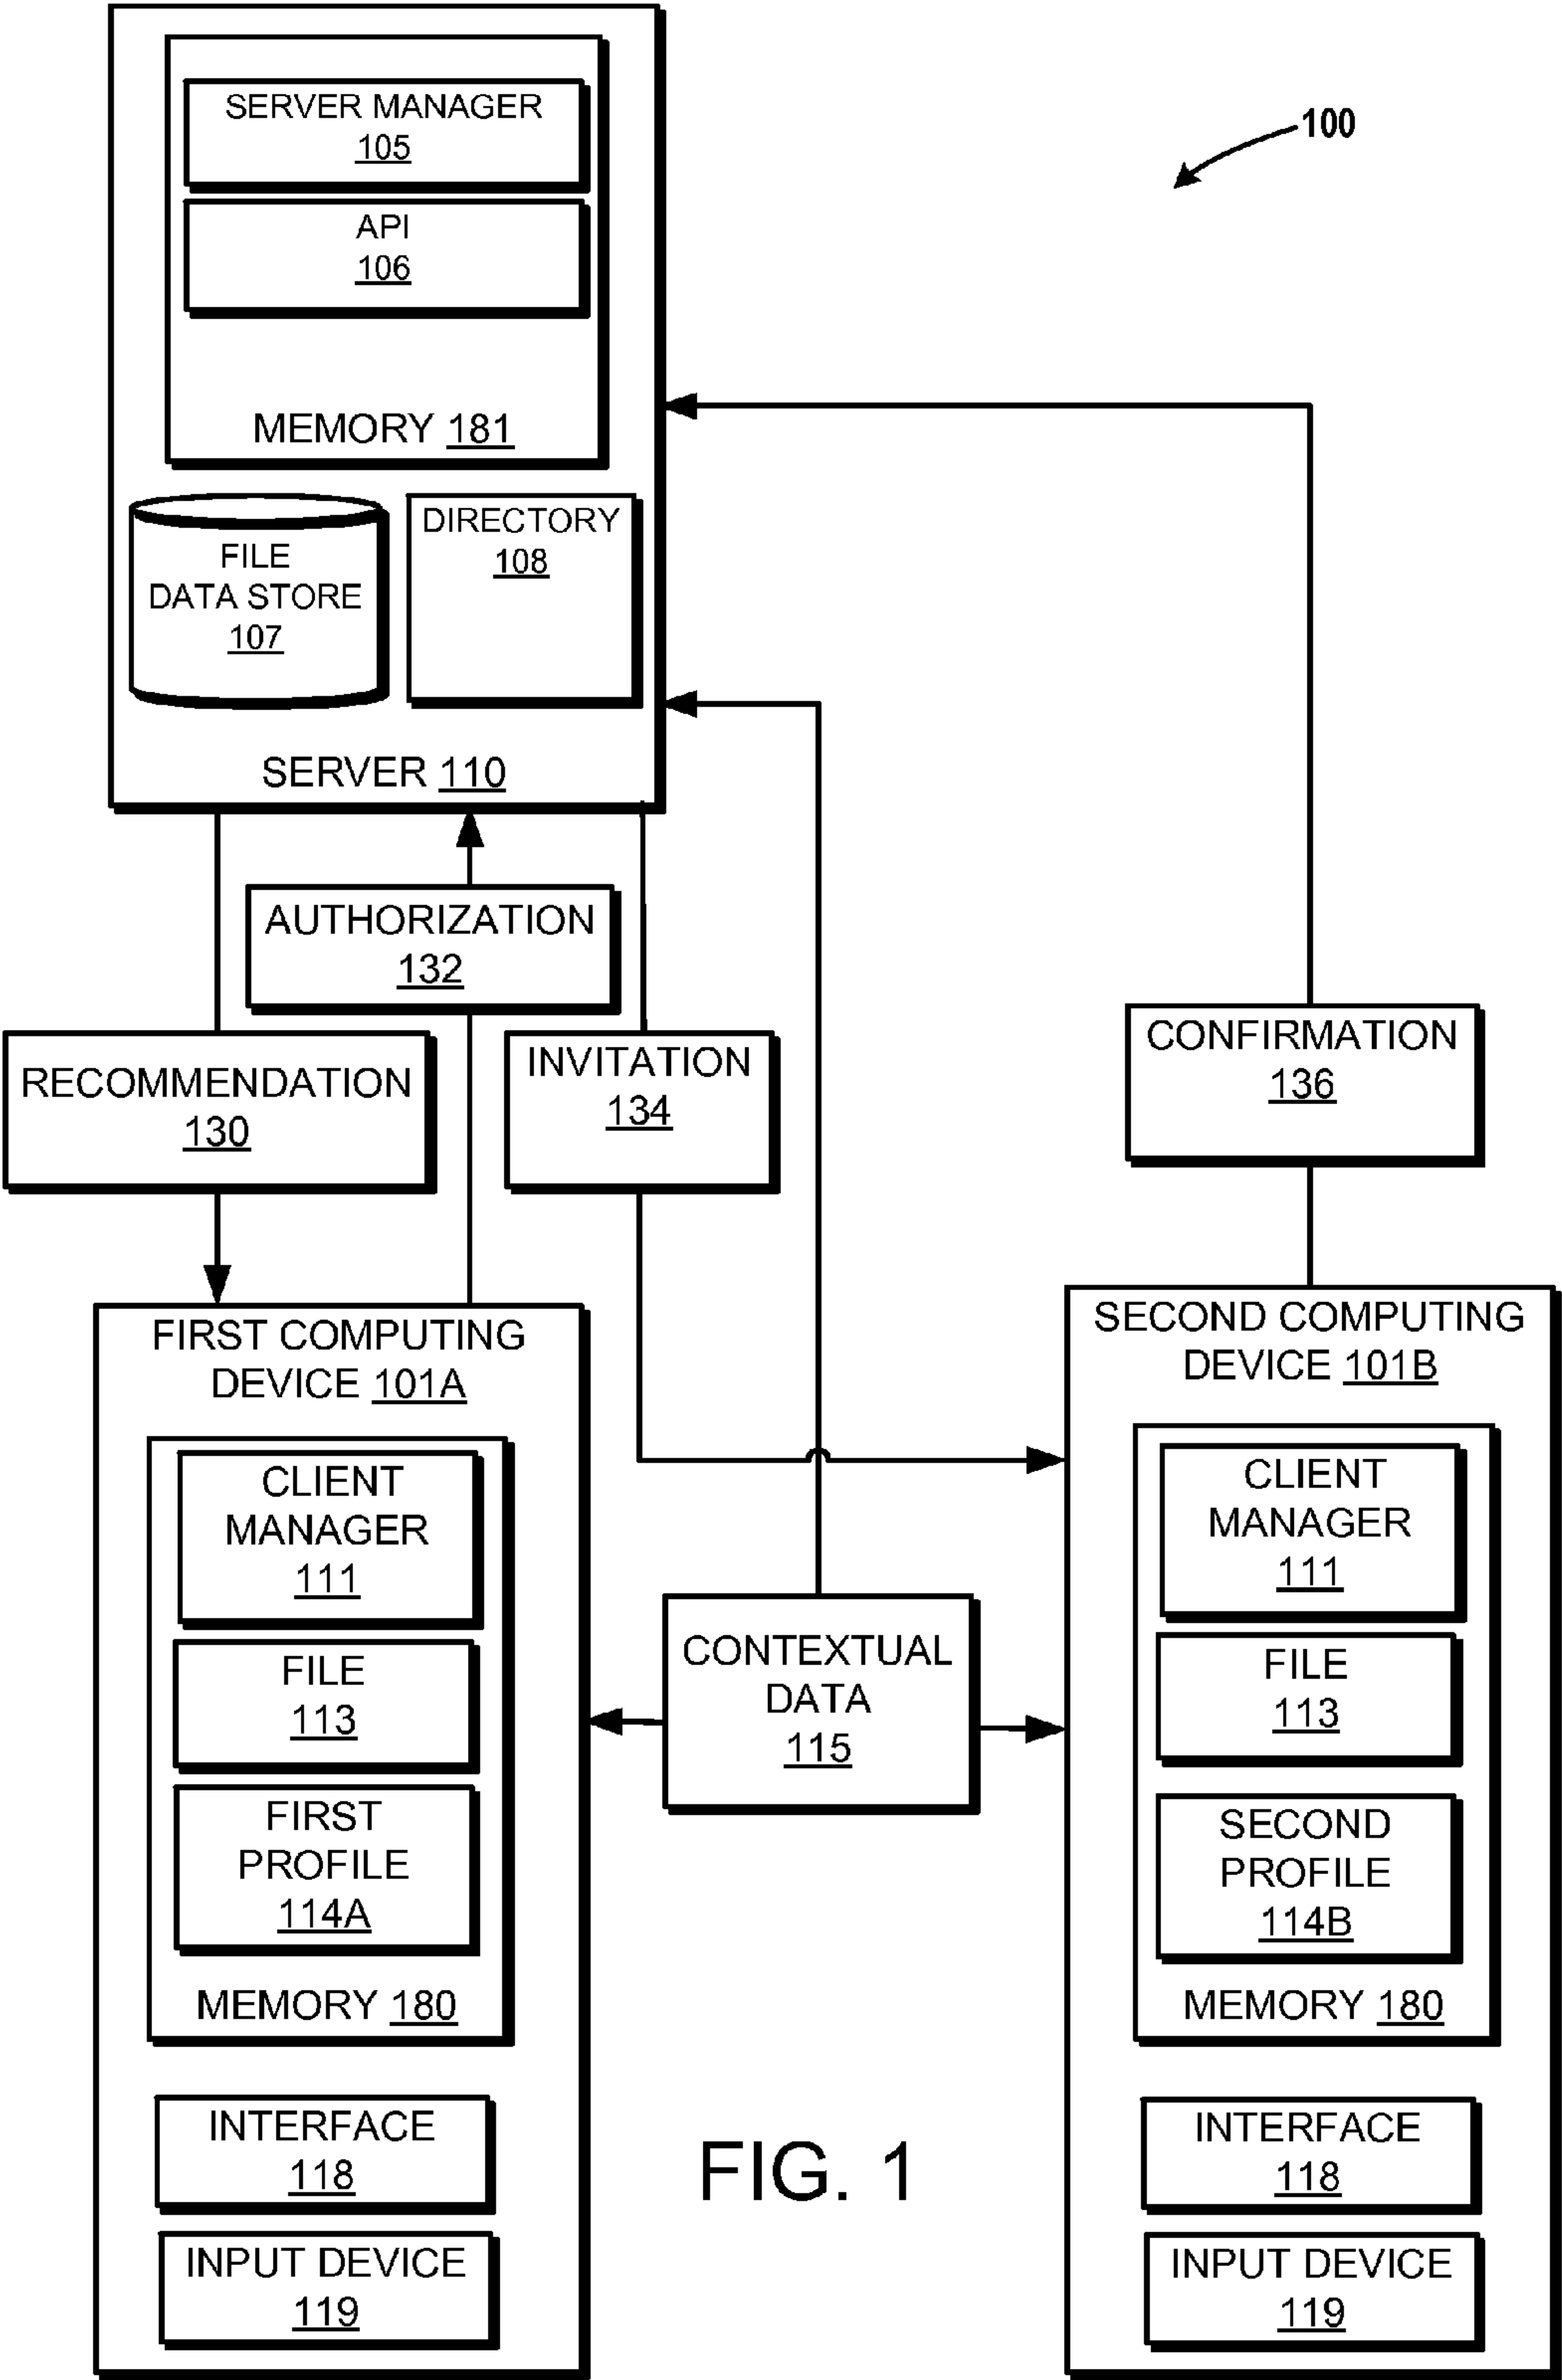 SERVER MANAGER
105
100
API
106
MEMORY 181
FILE
DATA STORE
107
DIRECTORY
108
SERVER 110
AUTHORIZATION
132
RECOMMENDATION
130
INVITATION
134
CONFIRMATION
136
FIRST COMPUTING
DEVICE 101A
CLIENT
MANAGER
111
FILE
113
FIRST
PROFILE
114A
MEMORY 180
INTERFACE
118
INPUT DEVICE
119
CONTEXTUAL
DATA
115
SECOND COMPUTING
DEVICE 101B
CLIENT
MANAGER
111
FILE
113
SECOND
PROFILE
114B
MEMORY 180
INTERFACE
118
INPUT DEVICE
119
FIG. 1